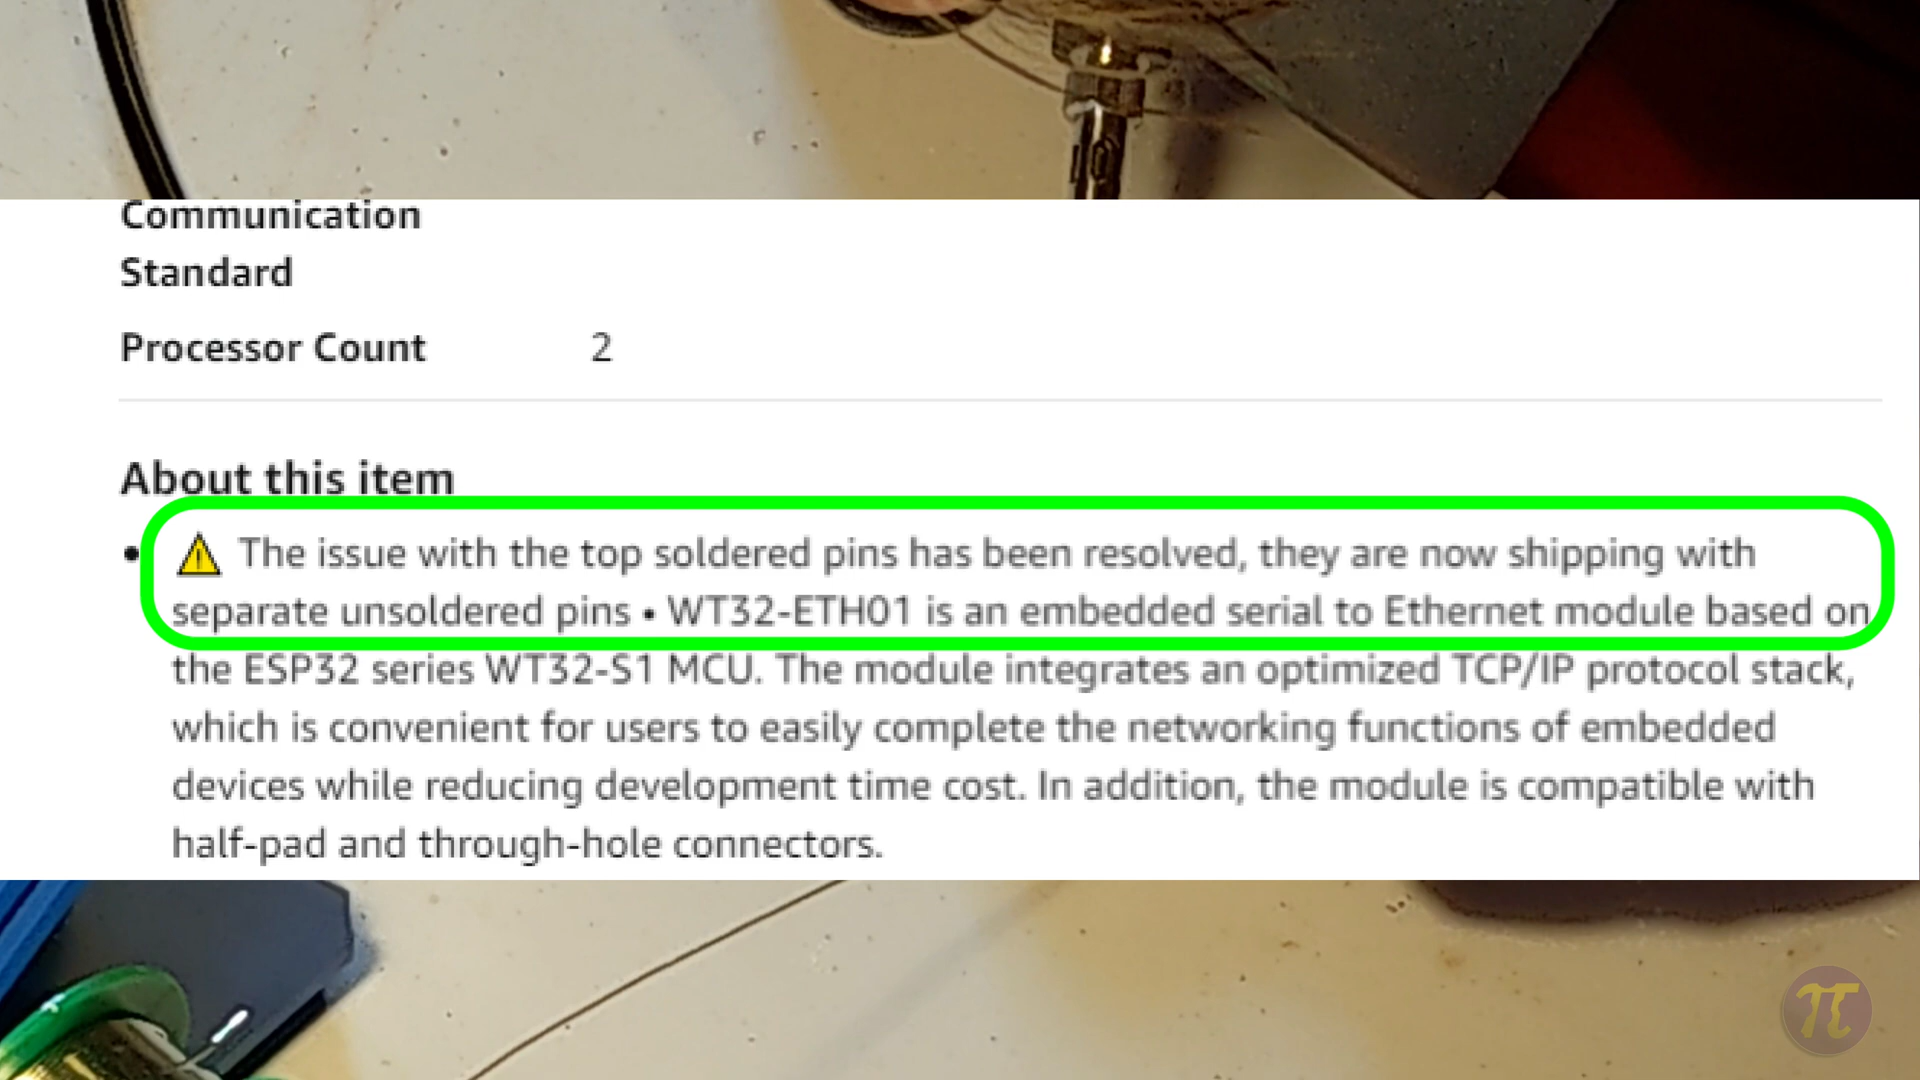 Communication
Standard
Processor Count 2
About this item
• ⚠ The issue with the top soldered pins has been resolved, they are now shipping with
separate unsoldered pins • WT32-ETH01 is an embedded serial to Ethernet module based on
the ESP32 series WT32-S1 MCU. The module integrates an optimized TCP/IP protocol stack,
which is convenient for users to easily complete the networking functions of embedded
devices while reducing development time cost. In addition, the module is compatible with
half-pad and through-hole connectors.
π